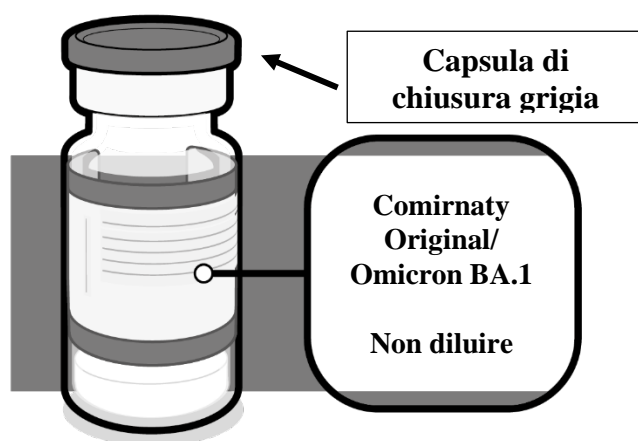 Capsula di
chiusura grigia
Comirnaty
Original/
Omicron BA.1
Non diluire